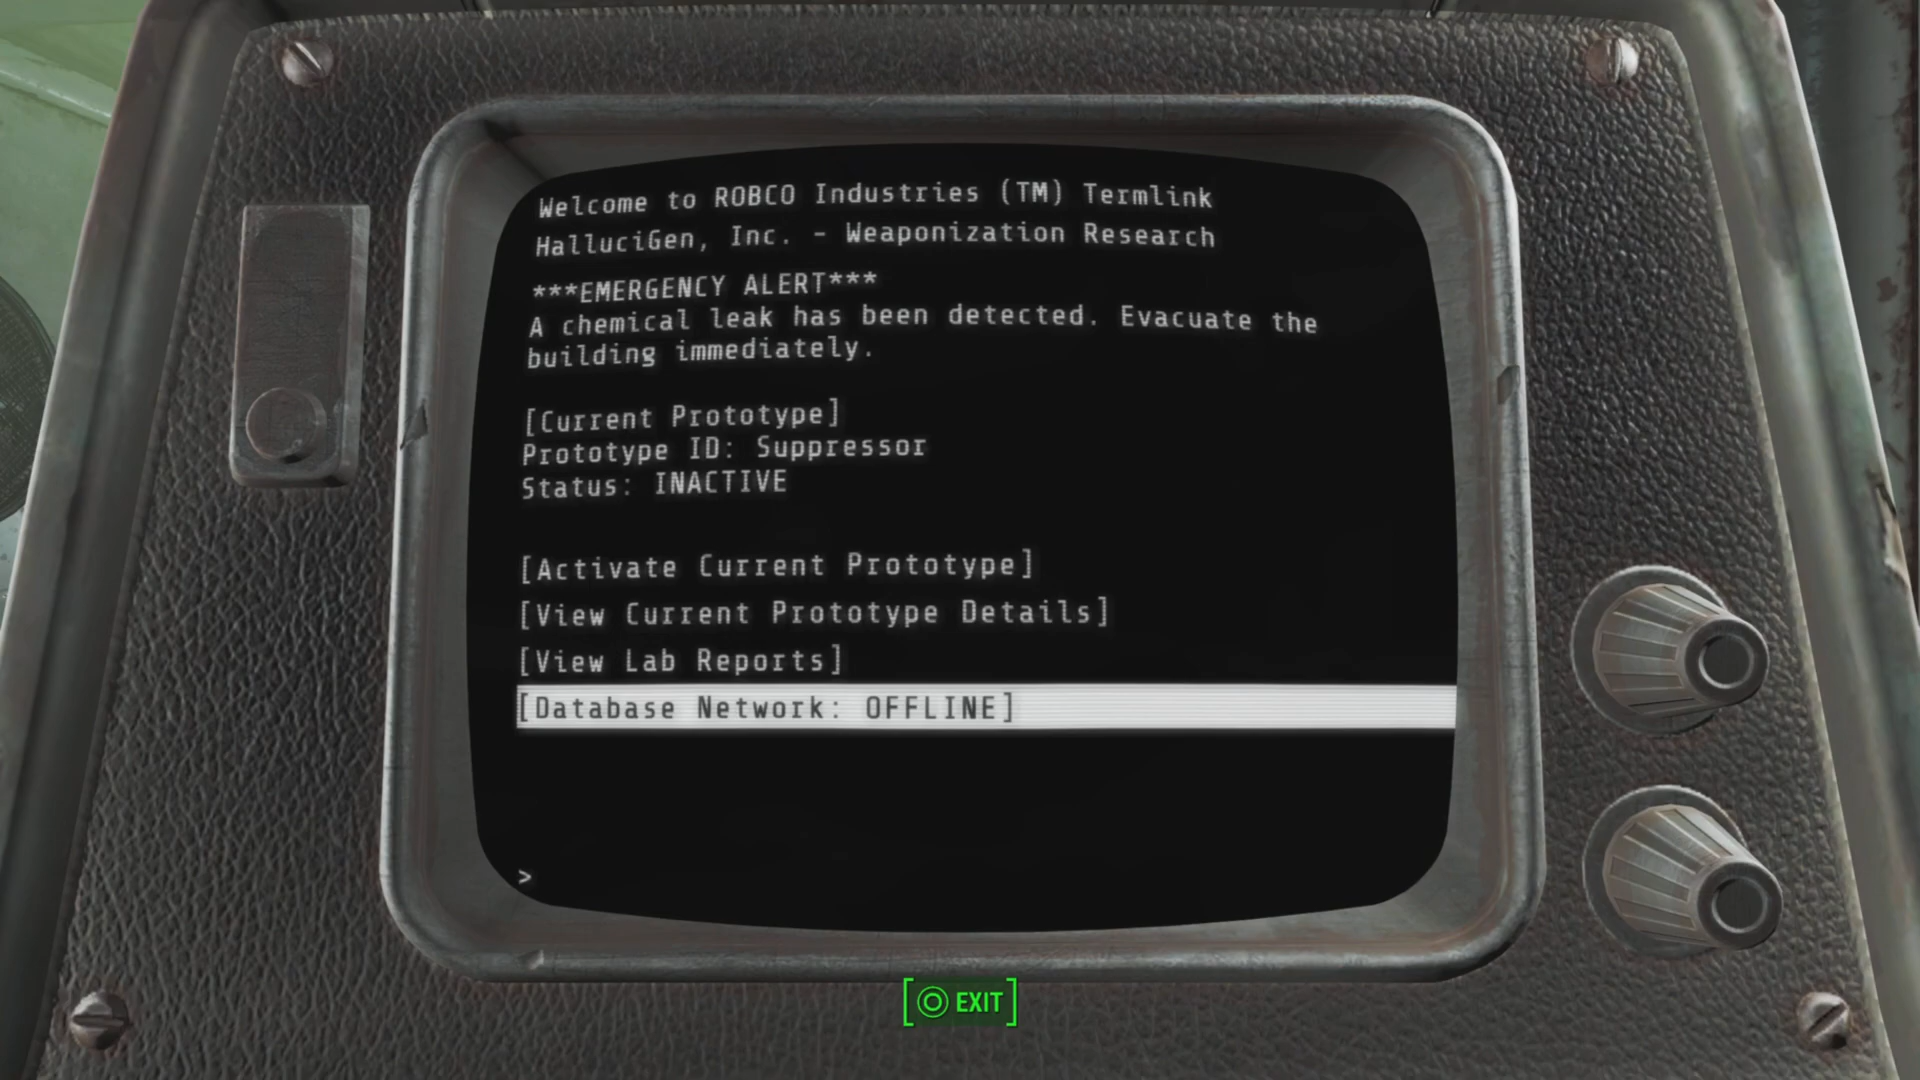 Welcome to ROBCO Industries (TM) Termlink
HalluciGen, Inc. - Weaponization Research
***EMERGENCY ALERT***
A chemical leak has been detected. Evacuate the
building immediately.
[Current Prototype]
Prototype ID: Suppressor
Status: INACTIVE
[Activate Current Prototype]
[View Current Prototype Details]
[View Lab Reports]
[Database Network: OFFLINE]
>
[EXIT]